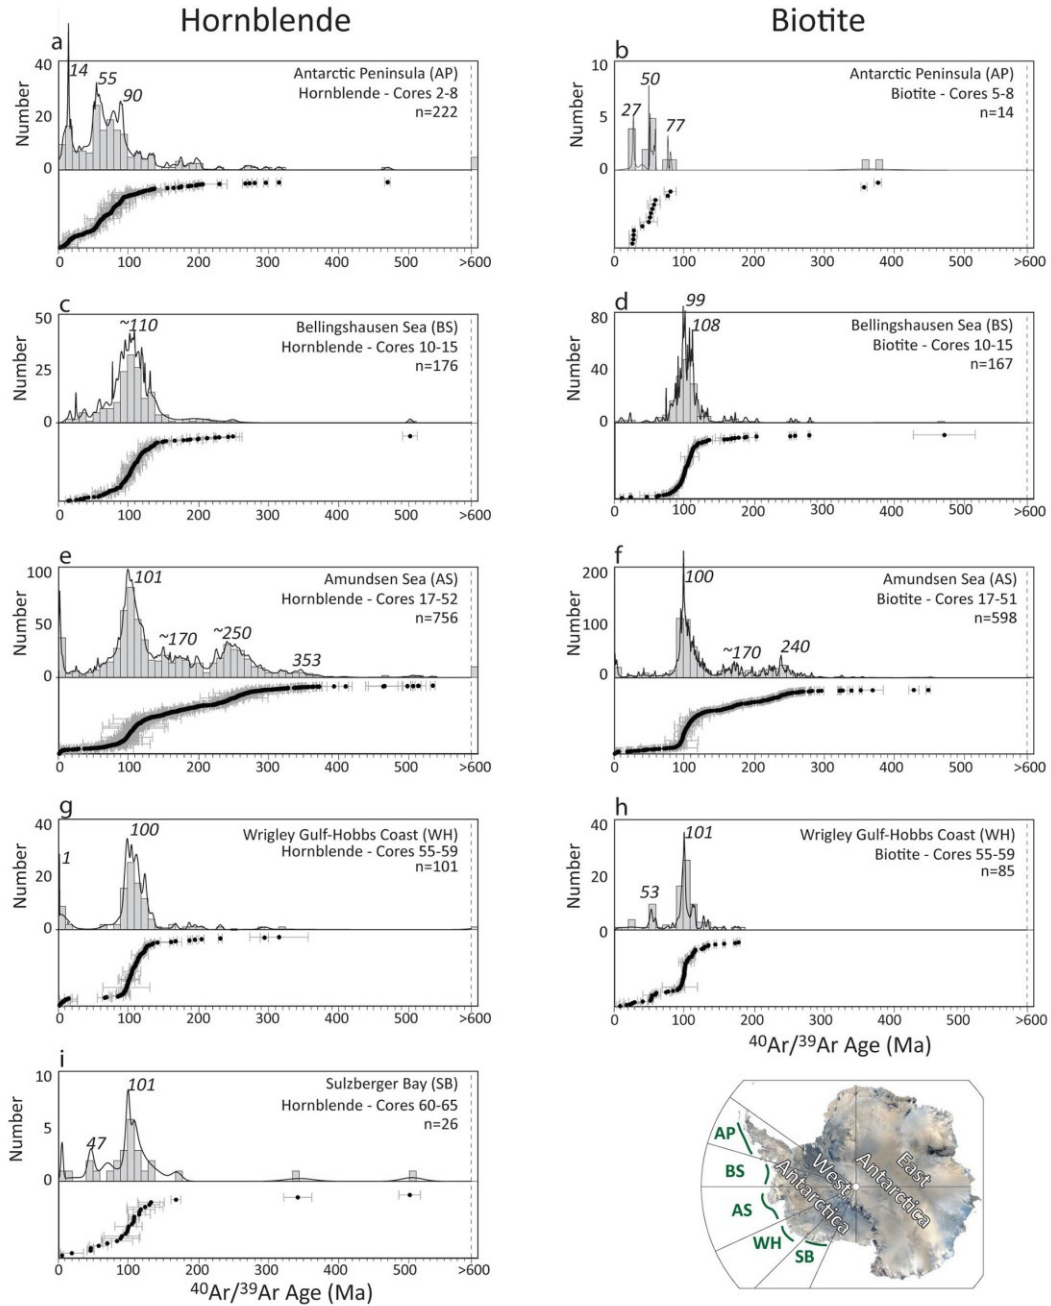 Hornblende
Biotite
a
Number
40
20
0
14
55
90
Antarctic Peninsula (AP)
Hornblende - Cores 2-8
n=222
0 100 200 300 400 500 >600
b
Number
10
5
0
27
50
77
Antarctic Peninsula (AP)
Biotite - Cores 5-8
n=14
0 100 200 300 400 500 >600
c
Number
50
25
0
~110
Bellingshausen Sea (BS)
Hornblende - Cores 10-15
n=176
0 100 200 300 400 500 >600
d
Number
80
40
0
99
108
Bellingshausen Sea (BS)
Biotite - Cores 10-15
n=167
0 100 200 300 400 500 >600
e
Number
100
50
0
101
~170
~250
353
Amundsen Sea (AS)
Hornblende - Cores 17-52
n=756
0 100 200 300 400 500 >600
f
Number
200
100
0
100
~170
240
Amundsen Sea (AS)
Biotite - Cores 17-51
n=598
0 100 200 300 400 500 >600
g
Number
40
20
0
1
100
Wrigley Gulf-Hobbs Coast (WH)
Hornblende - Cores 55-59
n=101
0 100 200 300 400 500 >600
h
Number
40
20
0
53
101
Wrigley Gulf-Hobbs Coast (WH)
Biotite - Cores 55-59
n=85
0 100 200 300 400 500 >600
⁴⁰Ar/³⁹Ar Age (Ma)
i
Number
10
5
0
47
101
Sulzberger Bay (SB)
Hornblende - Cores 60-65
n=26
0 100 200 300 400 500 >600
⁴⁰Ar/³⁹Ar Age (Ma)
AP
BS
AS
WH
SB
West
Antarctica
East
Antarctica